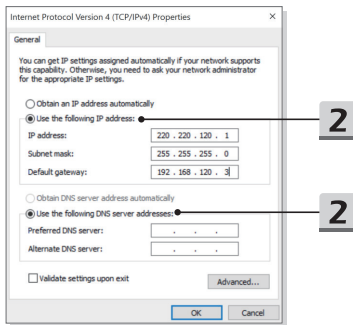 Internet Protocol Version 4 (TCP/IPv4) Properties
General
You can get IP settings assigned automatically if your network supports
this capability. Otherwise, you need to ask your network administrator
for the appropriate IP settings.
Obtain an IP address automatically
Use the following IP address:
2
IP address: 220 . 220 . 120 . 1
Subnet mask: 255 . 255 . 255 . 0
Default gateway: 192 . 168 . 120 . 3
Obtain DNS server address automatically
Use the following DNS server addresses:
2
Preferred DNS server: . . .
Alternate DNS server: . . .
Validate settings upon exit
Advanced...
OK Cancel